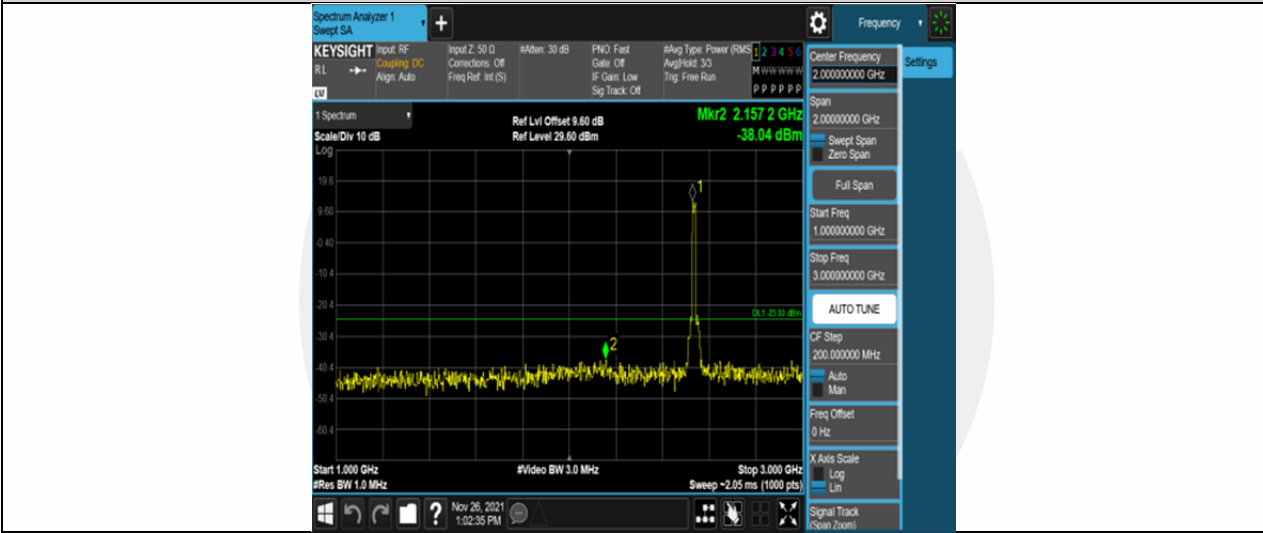 Spectrum Analyzer 1
Swept SA
+
Frequency
KEYSIGHT
RL
LV
Input: RF
Coupling: DC
Align: Auto
Input Z: 50 Ω
Corrections: Off
Freq Ref: Int (S)
#Atten: 30 dB
PNO: Fast
Gate: Off
IF Gain: Low
Sig Track: Off
#Avg Type: Power (RMS
Avg|Hold: 3/3
Trig: Free Run
1 2 3 4 5 6
M W W W W W
P P P P P P
1 Spectrum
Scale/Div 10 dB
Log
Ref Lvl Offset 9.60 dB
Ref Level 29.60 dBm
Mkr2 2.157 2 GHz
-38.04 dBm
19.6
9.60
-0.40
-10.4
-20.4
-30.4
-40.4
-50.4
-60.4
1
DL1 -25.00 dBm
2
Start 1.000 GHz
#Res BW 1.0 MHz
#Video BW 3.0 MHz
Stop 3.000 GHz
Sweep ~2.05 ms (1000 pts)
Nov 26, 2021
1:02:35 PM
?
Center Frequency
2.000000000 GHz
Settings
Span
2.00000000 GHz
Swept Span
Zero Span
Full Span
Start Freq
1.000000000 GHz
Stop Freq
3.000000000 GHz
AUTO TUNE
CF Step
200.000000 MHz
Auto
Man
Freq Offset
0 Hz
X Axis Scale
Log
Lin
Signal Track
(Span Zoom)